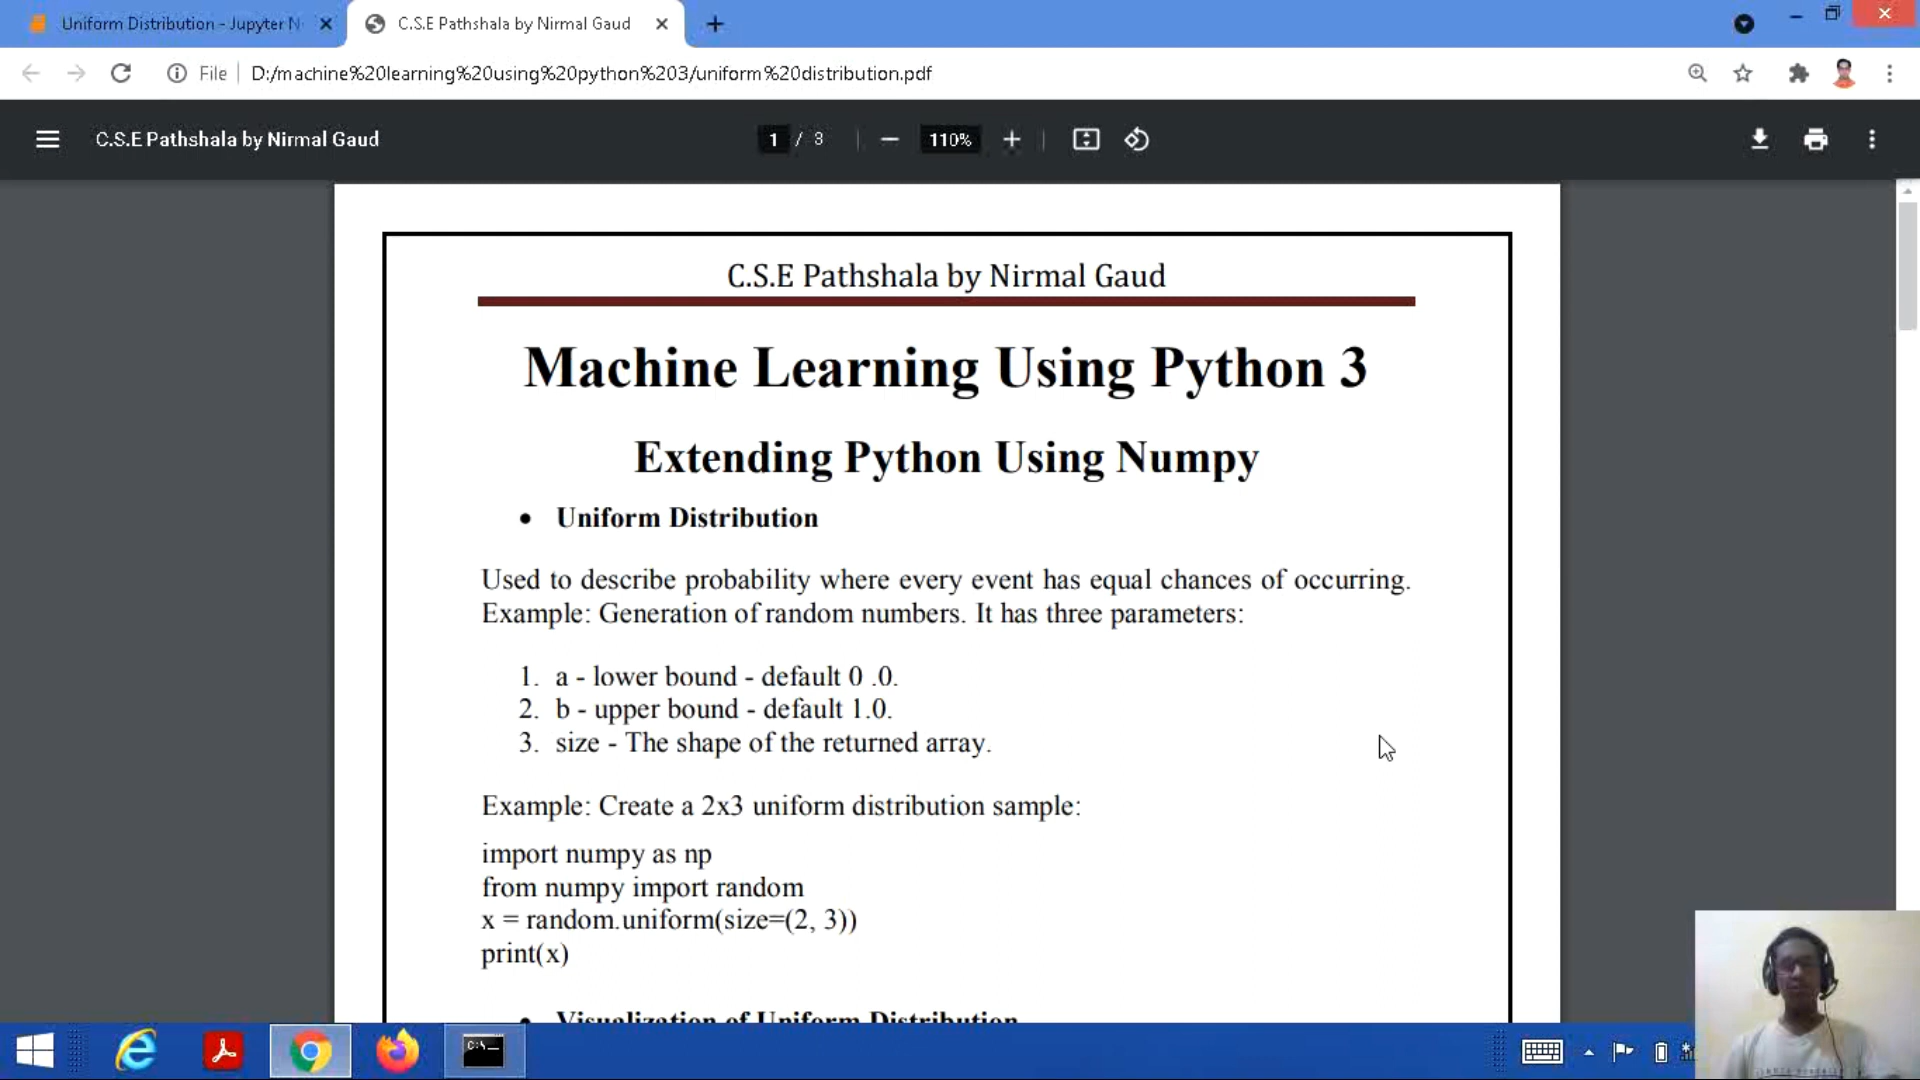 Uniform Distribution - Jupyter N
C.S.E Pathshala by Nirmal Gaud
File
D:/machine%20learning%20using%20python%203/uniform%20distribution.pdf
C.S.E Pathshala by Nirmal Gaud
1 / 3
110%
C.S.E Pathshala by Nirmal Gaud
Machine Learning Using Python 3
Extending Python Using Numpy
• Uniform Distribution
Used to describe probability where every event has equal chances of occurring.
Example: Generation of random numbers. It has three parameters:
1. a - lower bound - default 0 .0.
2. b - upper bound - default 1.0.
3. size - The shape of the returned array.
Example: Create a 2x3 uniform distribution sample:
import numpy as np
from numpy import random
x = random.uniform(size=(2, 3))
print(x)
• Visualization of Uniform Distribution